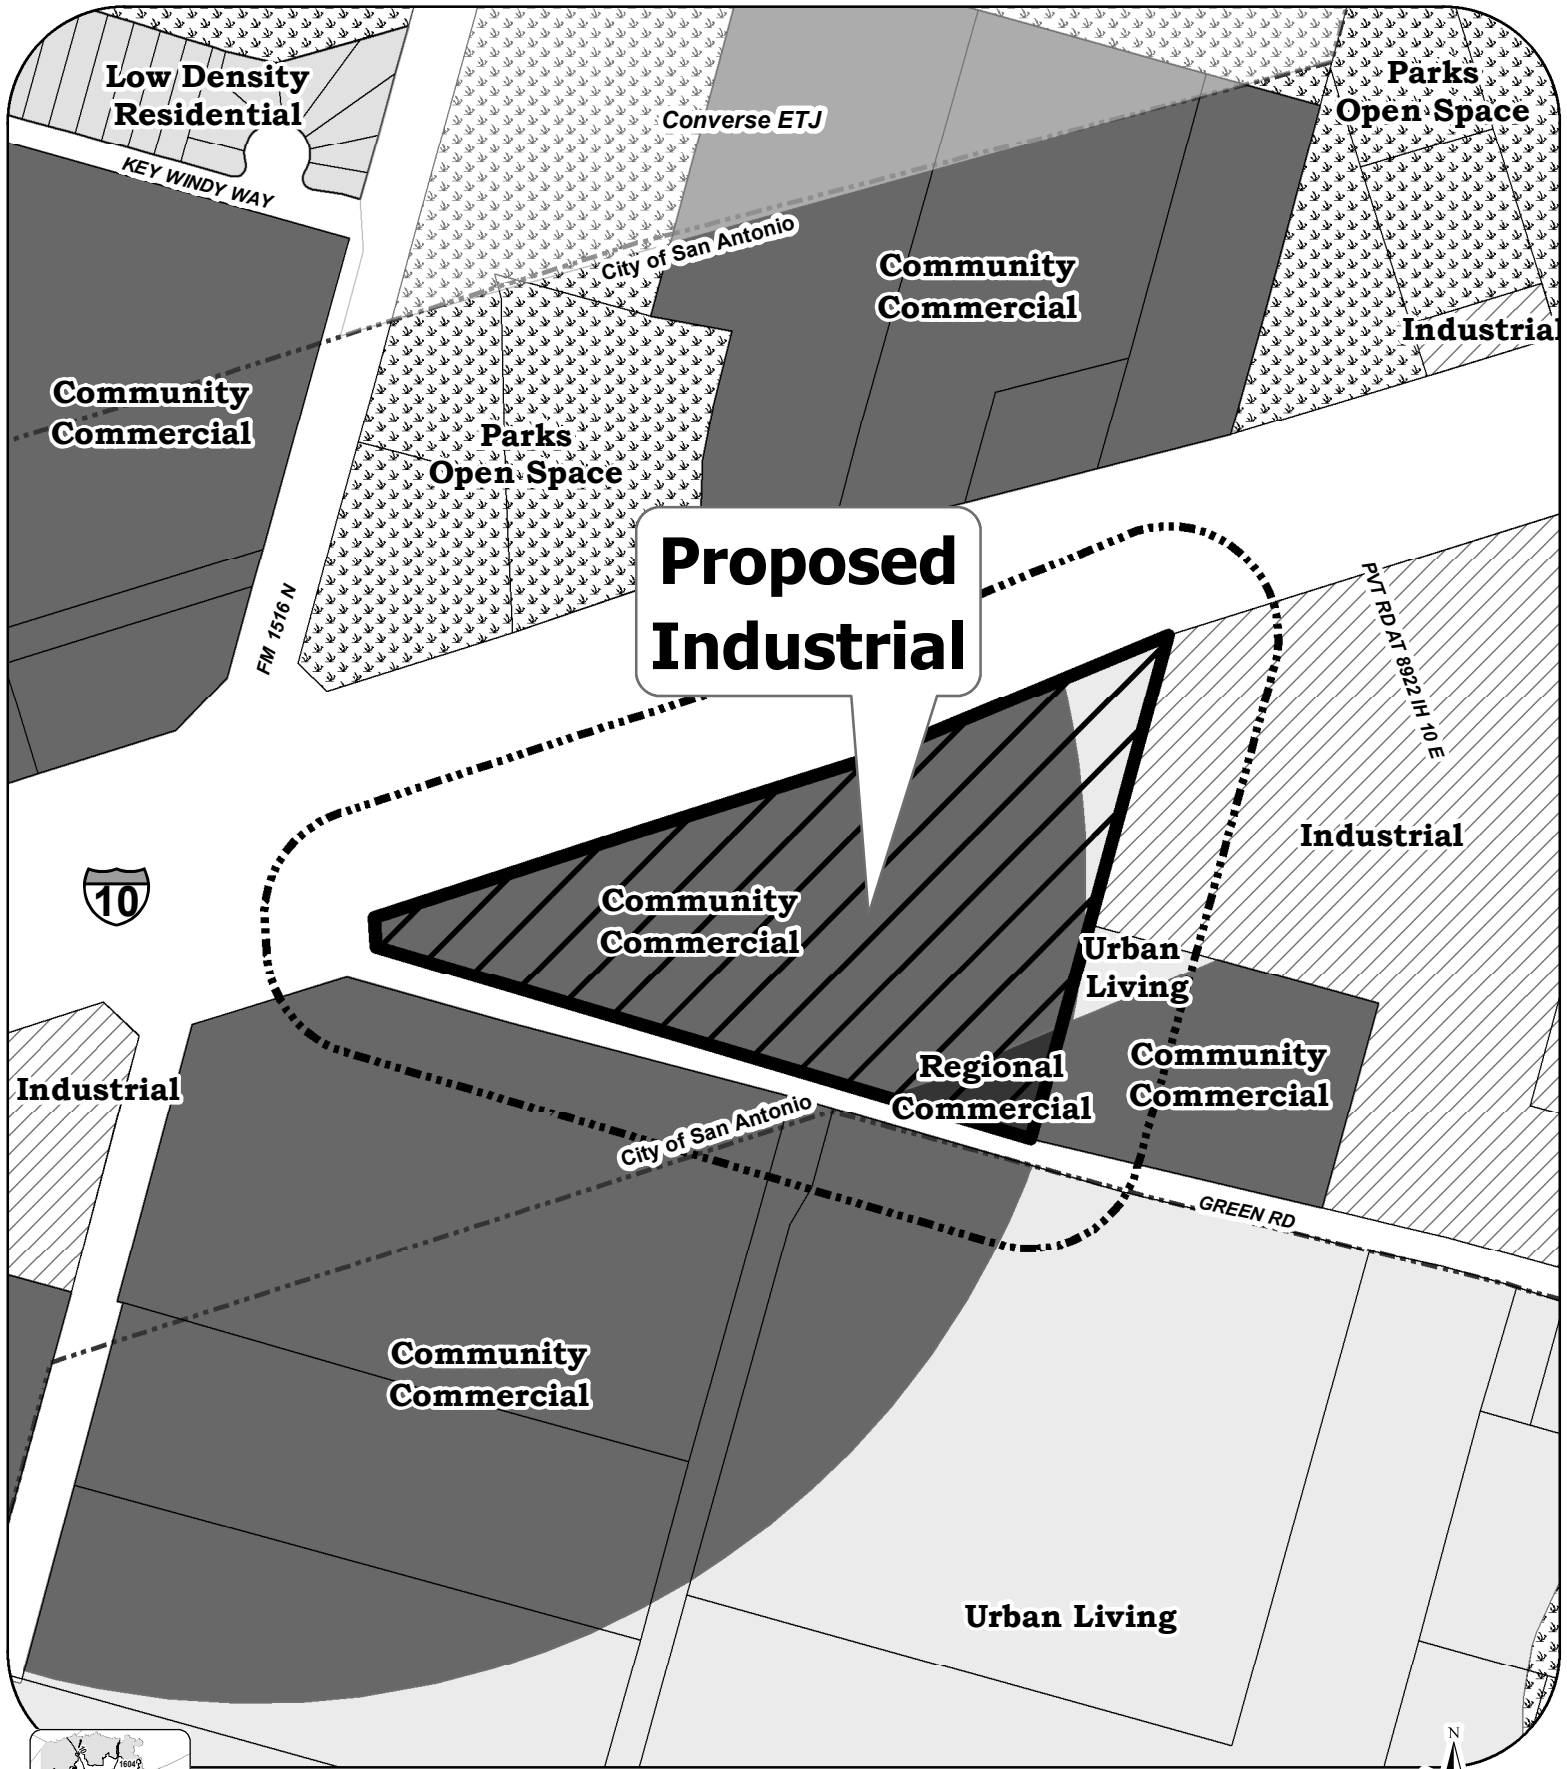 Low Density
Residential
KEY WINDY WAY
Converse ETJ
Parks
Open Space
City of San Antonio
Community
Commercial
Industrial
Community
Commercial
Parks
Open Space
FM 1516 N
Proposed
Industrial
PVT RD AT 8922 IH 10 E
Industrial
10
Community
Commercial
Urban
Living
Regional
Commercial
Community
Commercial
Industrial
City of San Antonio
GREEN RD
Community
Commercial
Urban Living
N
1604